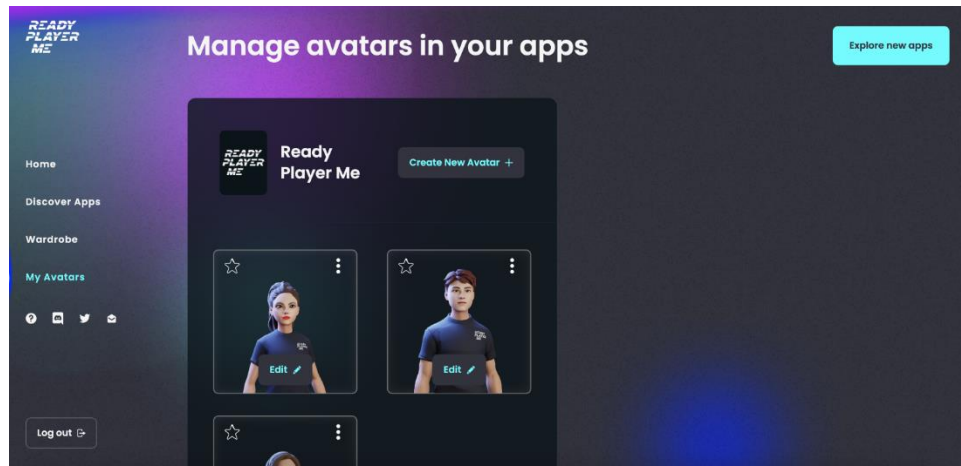 READY
PLAYER
ME
Manage avatars in your apps
Explore new apps
READY
PLAYER
ME
Ready
Player Me
Create New Avatar +
Home
Discover Apps
Wardrobe
My Avatars
Edit
Edit
Log out